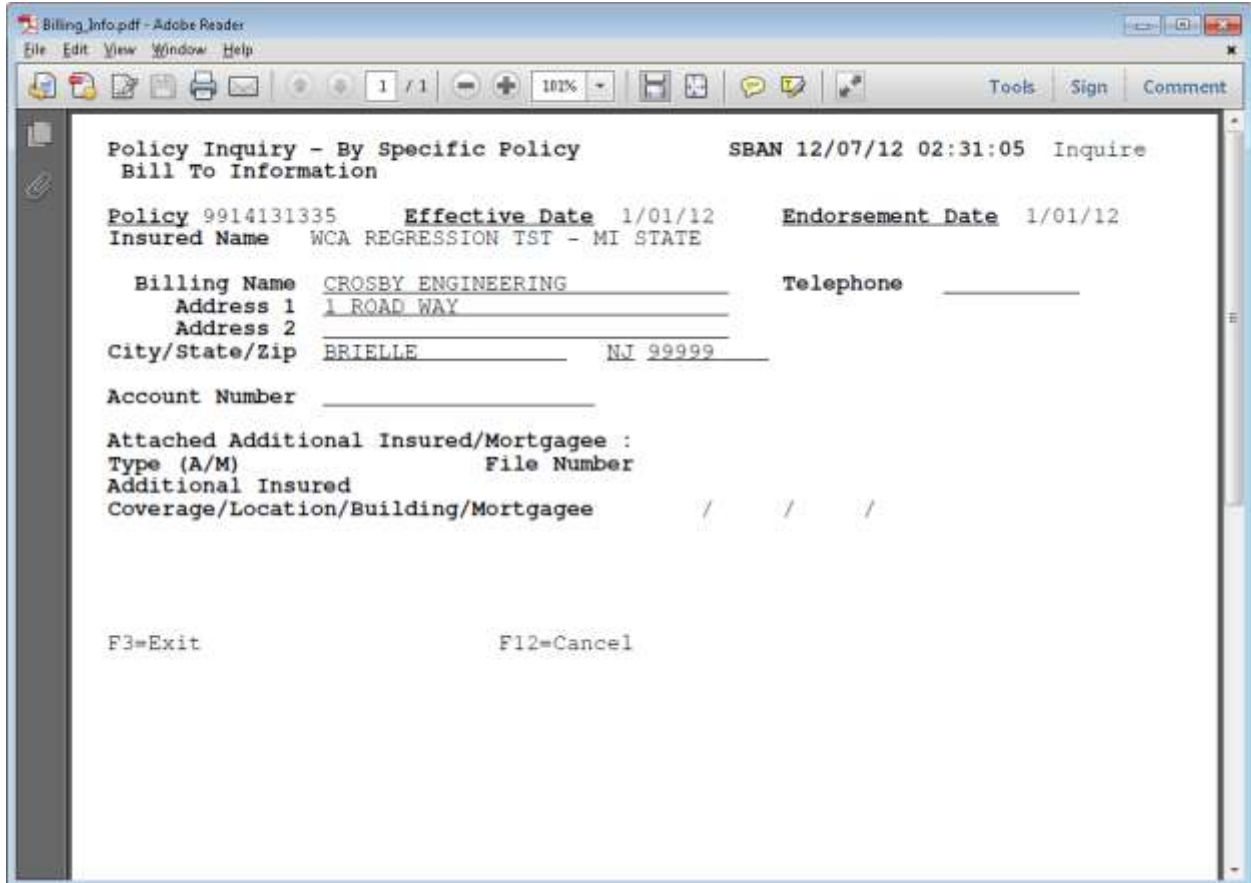 Billing_Info.pdf - Adobe Reader
File Edit View Window Help
1 / 1 101% Tools Sign Comment
Policy Inquiry - By Specific Policy SBAN 12/07/12 02:31:05 Inquire
Bill To Information
Policy 9914131335 Effective Date 1/01/12 Endorsement Date 1/01/12
Insured Name WCA REGRESSION TST - MI STATE
Billing Name CROSBY ENGINEERING Telephone
Address 1 1 ROAD WAY
Address 2
City/State/Zip BRIELLE NJ 99999
Account Number
Attached Additional Insured/Mortgagee :
Type (A/M) File Number
Additional Insured
Coverage/Location/Building/Mortgagee / / /
F3=Exit F12=Cancel